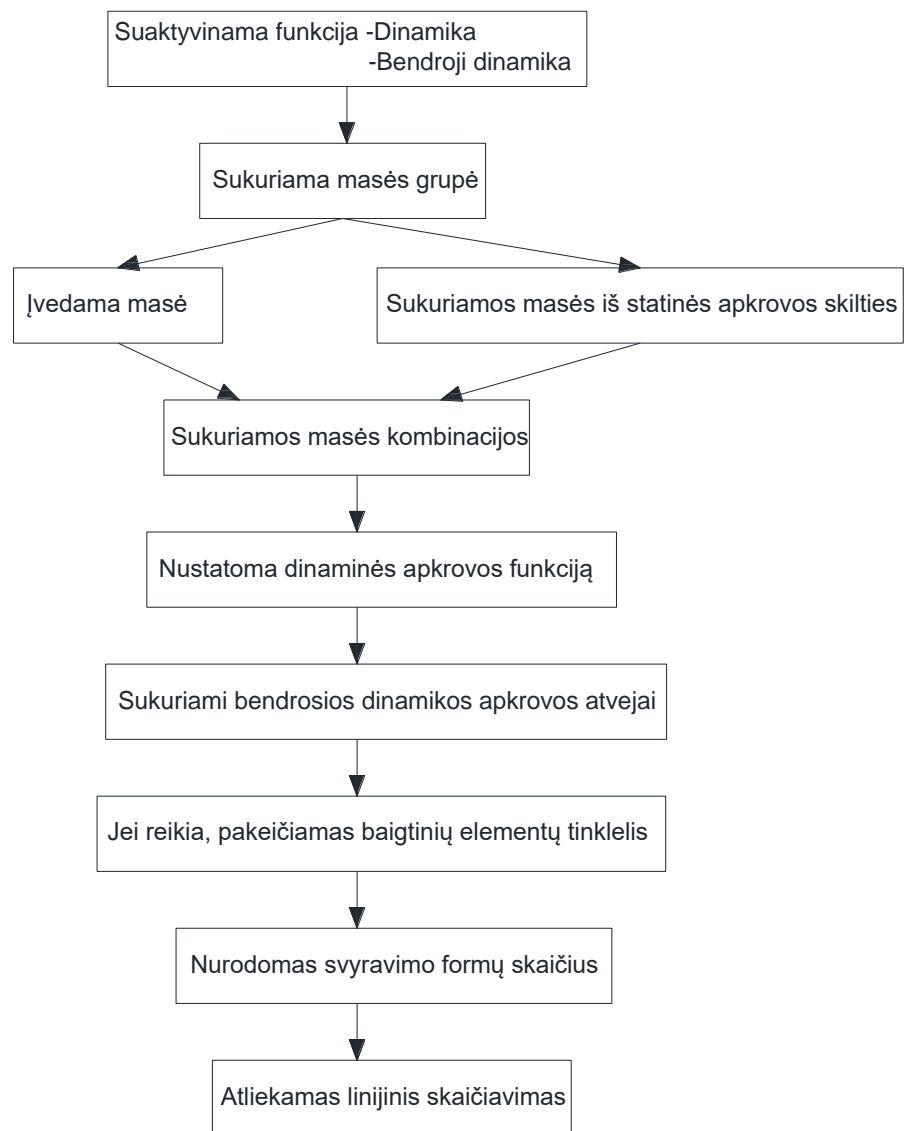 Suaktyvinama funkcija -Dinamika
-Bendroji dinamika
Sukuriama masės grupė
Įvedama masė
Sukuriamos masės iš statinės apkrovos skilties
Sukuriamos masės kombinacijos
Nustatoma dinaminės apkrovos funkciją
Sukuriami bendrosios dinamikos apkrovos atvejai
Jei reikia, pakeičiamas baigtinių elementų tinklelis
Nurodomas svyravimo formų skaičius
Atliekamas linijinis skaičiavimas